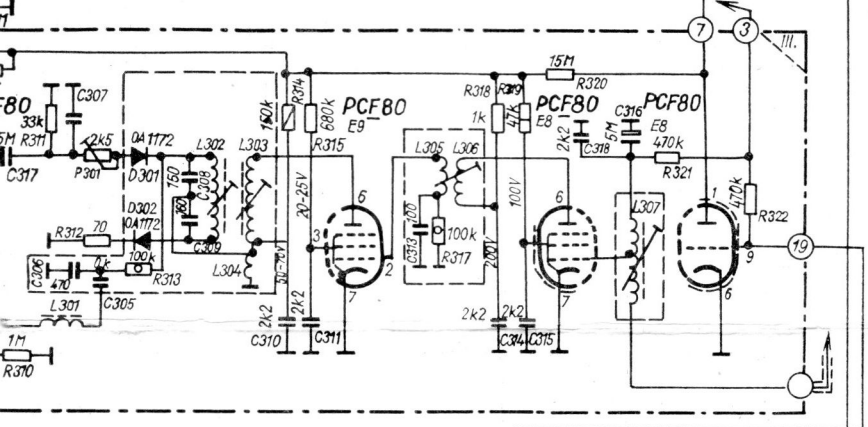 7
3
III.
15M
R320
C307
33k
R311
2k5
P301
0A1172
D301
C317
L302
150
C308
L303
R314
150k
680k
R315
PCF80
E9
R318
1k
47k
PCF80
E8
2k2
C318
C316
5M
PCF80
E8
470k
R321
470k
R322
R312
70
D302
0A1172
160
C309
L304
C306
470
100k
R313
C305
L301
1M
R310
20-25V
50-70V
6
3
2
7
L305
L306
100
C313
100k
R317
200V
100V
6
7
L307
1
9
6
19
2k2
C310
2k2
C311
2k2
C314
2k2
C315